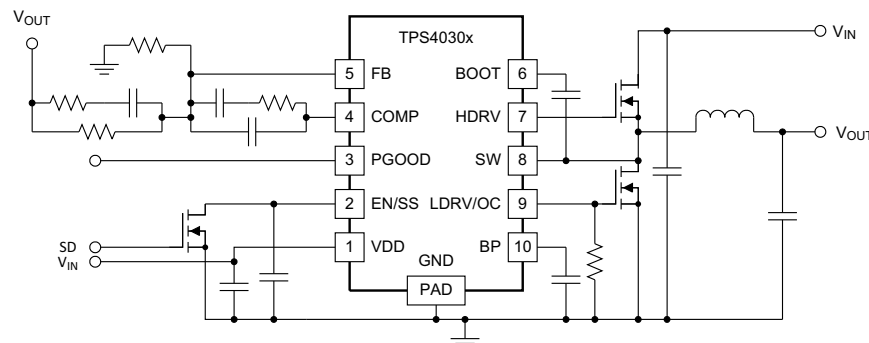 TPS4030x
VOUT
VIN
5 FB
BOOT 6
4 COMP
HDRV 7
VOUT
3 PGOOD
SW 8
2 EN/SS
LDRV/OC 9
SD
VIN
1 VDD
GND
BP 10
PAD